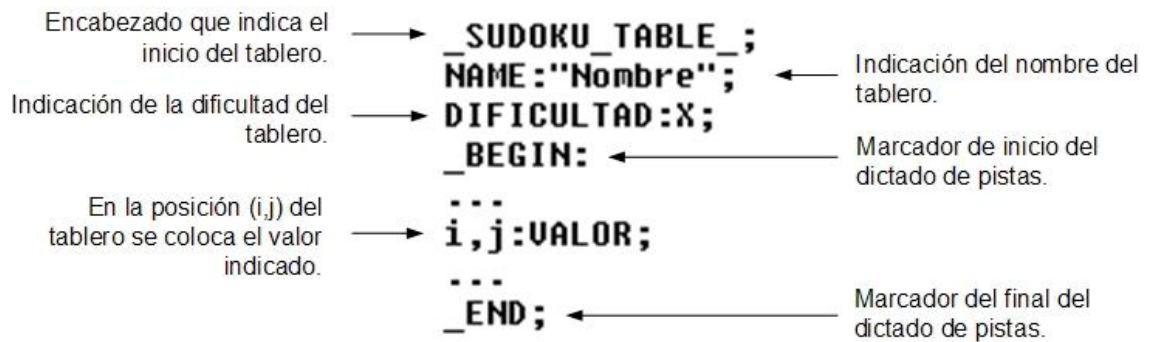 Encabezado que indica el
inicio del tablero.
_SUDOKU_TABLE_;
NAME:"Nombre";
Indicación del nombre del
tablero.
Indicación de la dificultad del
tablero.
DIFICULTAD:X;
_BEGIN:
Marcador de inicio del
dictado de pistas.
...
En la posición (i,j) del
tablero se coloca el valor
indicado.
i,j:VALOR;
...
_END;
Marcador del final del
dictado de pistas.